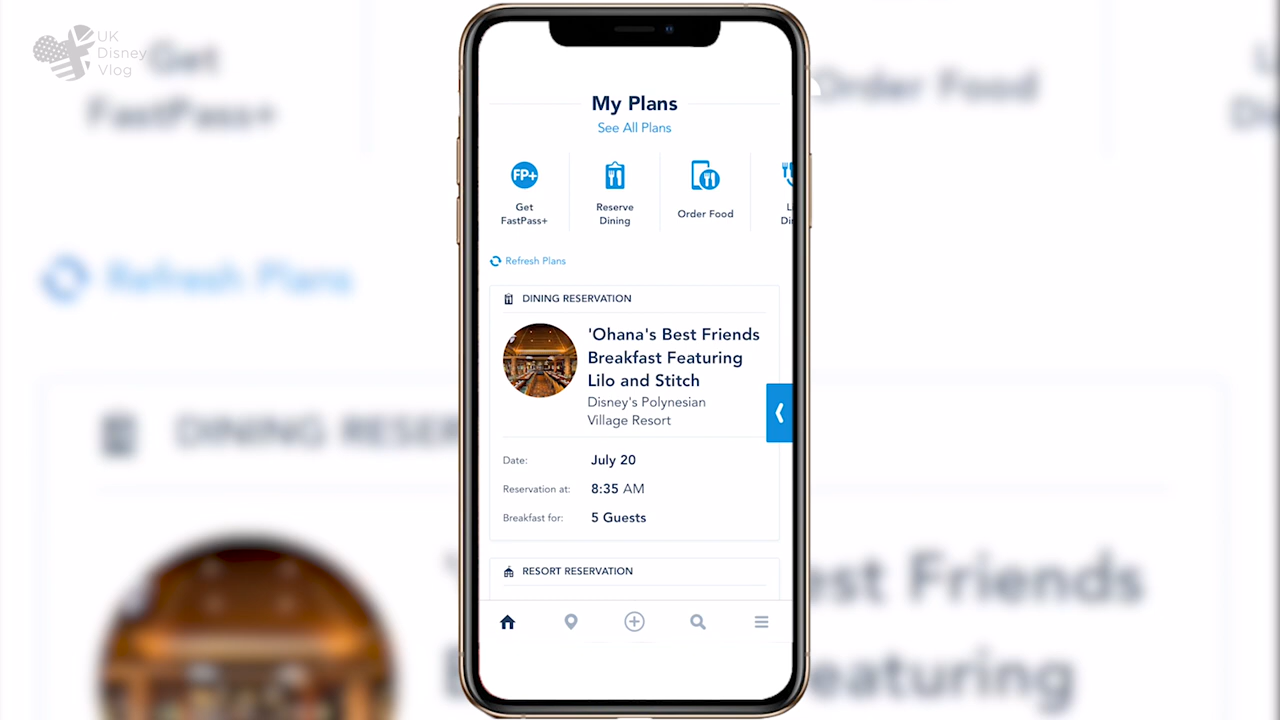 UK
Disney
Vlog
Get
FastPass+
Order Food
Refresh Plans
DINING RESER
est Friends
eaturing
My Plans
See All Plans
FP+
Get
FastPass+
Reserve
Dining
Order Food
Refresh Plans
DINING RESERVATION
'Ohana's Best Friends
Breakfast Featuring
Lilo and Stitch
Disney's Polynesian
Village Resort
Date: July 20
Reservation at: 8:35 AM
Breakfast for: 5 Guests
RESORT RESERVATION